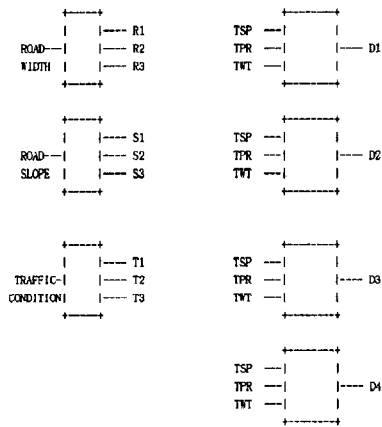 R1
ROAD R2
WIDTH R3
S1
ROAD S2
SLOPE S3
T1
TRAFFIC T2
CONDITION T3
TSP
TPR D1
TWT
TSP
TPR D2
TWT
TSP
TPR D3
TWT
TSP
TPR D4
TWT